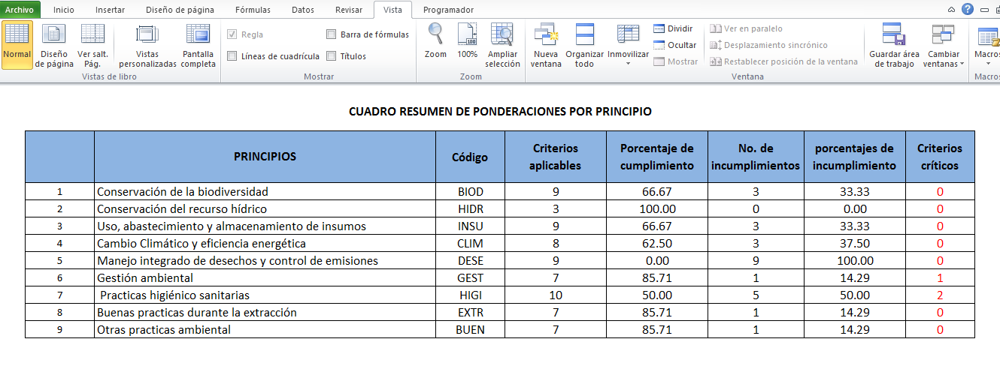 Archivo Inicio Insertar Diseño de página Fórmulas Datos Revisar Vista Programador
Normal Diseño de página Ver salt. Pág. Vistas personalizadas Pantalla completa
Vistas de libro
Regla Barra de fórmulas
Líneas de cuadrícula Títulos
Mostrar
Zoom 100% Ampliar selección
Zoom
Nueva ventana Organizar todo Inmovilizar
Dividir Ver en paralelo
Ocultar Desplazamiento sincrónico
Mostrar Restablecer posición de la ventana
Guardar área de trabajo Cambiar ventanas
Ventana
Macros
Macros
CUADRO RESUMEN DE PONDERACIONES POR PRINCIPIO
PRINCIPIOS Código Criterios aplicables Porcentaje de cumplimiento No. de incumplimientos porcentajes de incumplimiento Criterios críticos
1 Conservación de la biodiversidad BIOD 9 66.67 3 33.33 0
2 Conservación del recurso hídrico HIDR 3 100.00 0 0.00 0
3 Uso, abastecimiento y almacenamiento de insumos INSU 9 66.67 3 33.33 0
4 Cambio Climático y eficiencia energética CLIM 8 62.50 3 37.50 0
5 Manejo integrado de desechos y control de emisiones DESE 9 0.00 9 100.00 0
6 Gestión ambiental GEST 7 85.71 1 14.29 1
7 Practicas higiénico sanitarias HIGI 10 50.00 5 50.00 2
8 Buenas practicas durante la extracción EXTR 7 85.71 1 14.29 0
9 Otras practicas ambiental BUEN 7 85.71 1 14.29 0